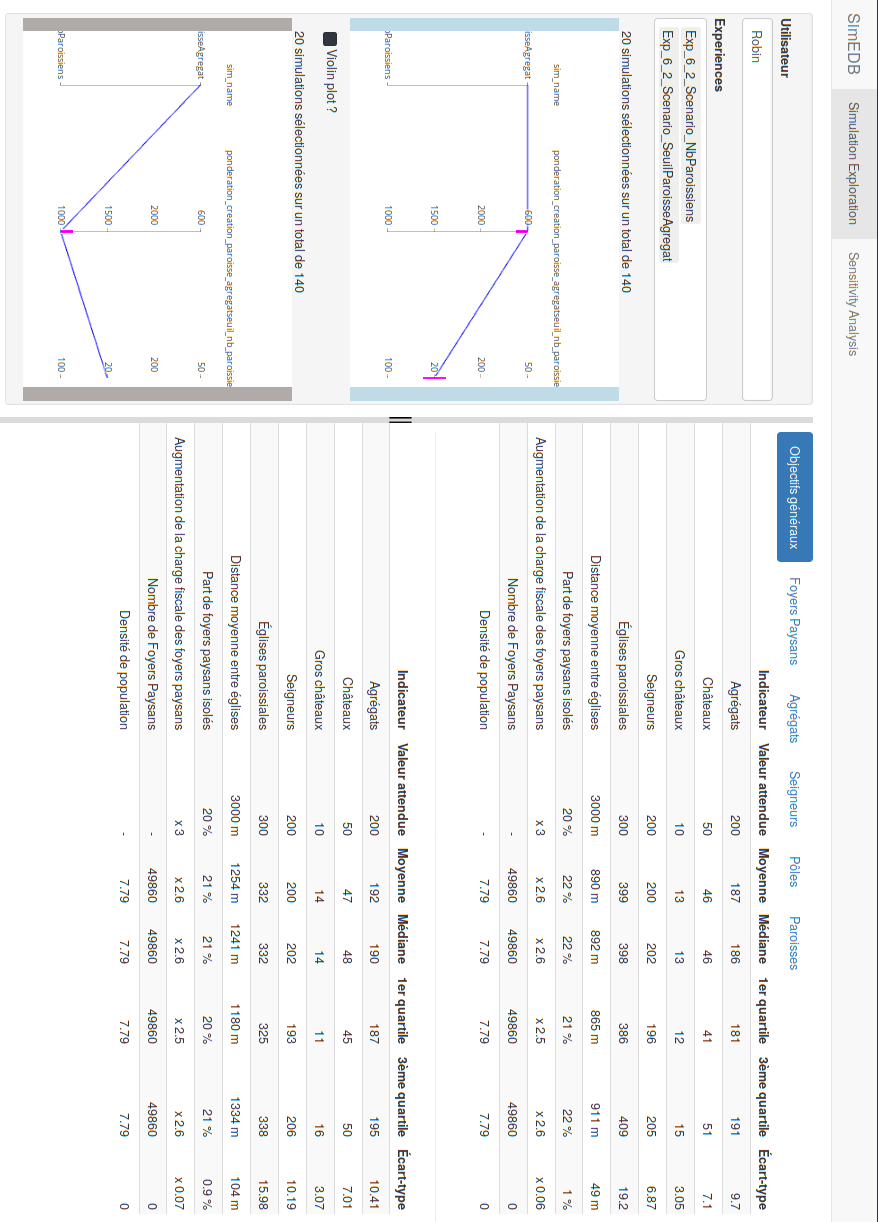 SimEDB Simulation Exploration Sensitivity Analysis
Utilisateur
Robin
Experiences
Exp_6_2_Scenario_NbParoissiens
Exp_6_2_Scenario_SeuilParoisseAgregat
20 simulations sélectionnées sur un total de 140
sim_name ponderation_creation_paroisse_agregatseuil_nb_paroissie
isseAgregat 600 50
2000 200
1500 20
Paroissiens 1000 100
20 simulations sélectionnées sur un total de 140
Violin plot ?
sim_name ponderation_creation_paroisse_agregatseuil_nb_paroissie
isseAgregat 600 50
2000 200
1500 20
Paroissiens 1000 100
Objectifs généraux Foyers Paysans Agrégats Seigneurs Pôles Paroisses
Indicateur Valeur attendue Moyenne Médiane 1er quartile 3ème quartile Écart-type
Agrégats 200 187 186 181 191 9.7
Châteaux 50 46 46 41 51 7.1
Gros châteaux 10 13 13 12 15 3.05
Seigneurs 200 200 202 196 205 6.87
Églises paroissiales 300 399 398 386 409 19.2
Distance moyenne entre églises 3000 m 890 m 892 m 865 m 911 m 49 m
Part de foyers paysans isolés 20 % 22 % 22 % 21 % 22 % 1 %
Augmentation de la charge fiscale des foyers paysans x 3 x 2.6 x 2.6 x 2.5 x 2.6 x 0.06
Nombre de Foyers Paysans - 49860 49860 49860 49860 0
Densité de population - 7.79 7.79 7.79 7.79 0
Indicateur Valeur attendue Moyenne Médiane 1er quartile 3ème quartile Écart-type
Agrégats 200 192 190 187 195 10.41
Châteaux 50 47 48 45 50 7.01
Gros châteaux 10 14 14 11 16 3.07
Seigneurs 200 200 202 193 206 10.19
Églises paroissiales 300 332 332 325 338 15.98
Distance moyenne entre églises 3000 m 1254 m 1241 m 1180 m 1334 m 104 m
Part de foyers paysans isolés 20 % 21 % 21 % 20 % 21 % 0.9 %
Augmentation de la charge fiscale des foyers paysans x 3 x 2.6 x 2.6 x 2.5 x 2.6 x 0.07
Nombre de Foyers Paysans - 49860 49860 49860 49860 0
Densité de population - 7.79 7.79 7.79 7.79 0